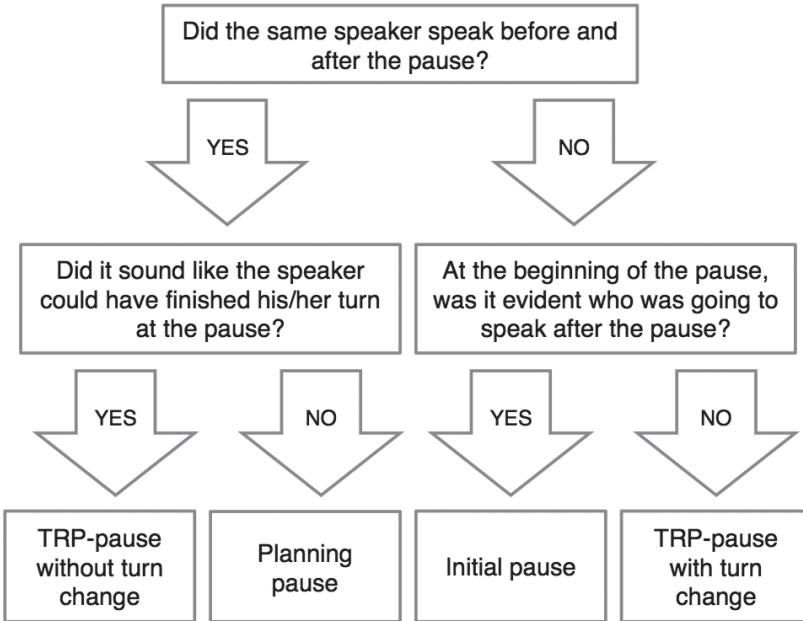 Did the same speaker speak before and
after the pause?
YES
NO
Did it sound like the speaker
could have finished his/her turn
at the pause?
At the beginning of the pause,
was it evident who was going to
speak after the pause?
YES
NO
YES
NO
TRP-pause
without turn
change
Planning
pause
Initial pause
TRP-pause
with turn
change